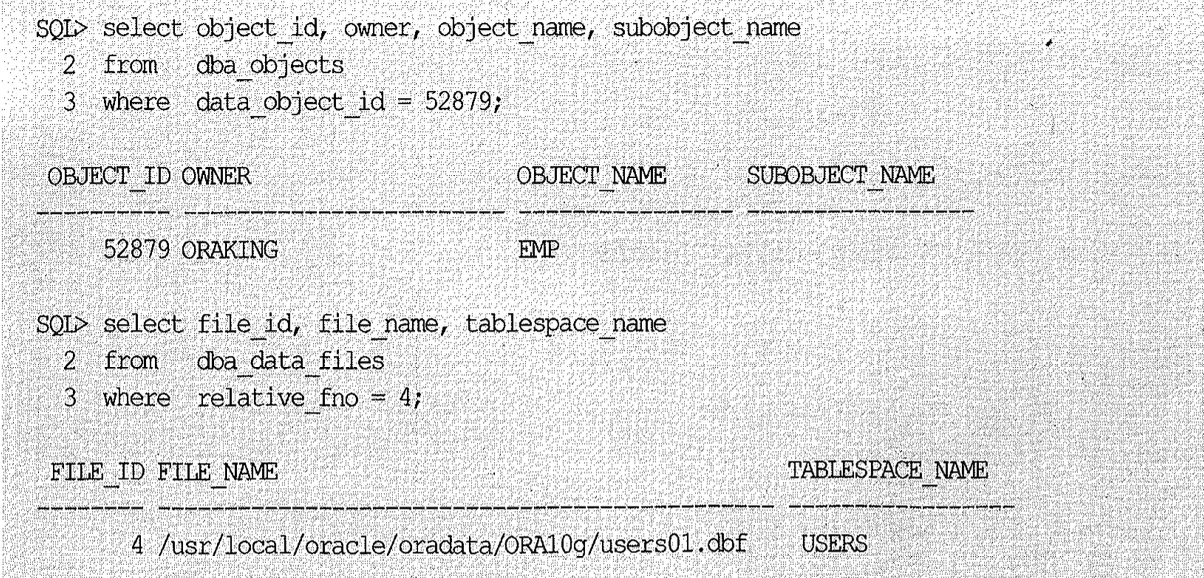 SQL> select object_id, owner, object_name, subobject_name
2 from dba_objects
3 where data_object_id = 52879;
OBJECT_ID OWNER OBJECT_NAME SUBOBJECT_NAME
---------- ------------------------ ---------------- -----------------
52879 ORAKING EMP
SQL> select file_id, file_name, tablespace_name
2 from dba_data_files
3 where relative_fno = 4;
FILE_ID FILE_NAME TABLESPACE_NAME
-------- ---------------------------------------------- -----------------
4 /usr/local/oracle/oradata/ORA10g/users01.dbf USERS